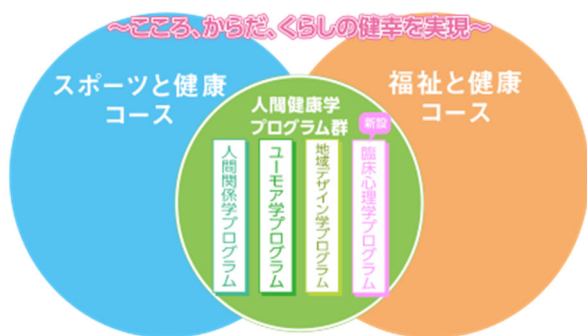 ～こころ、からだ、くらしの健幸を実現～
スポーツと健康
コース
福祉と健康
コース
人間健康学
プログラム群
新設
人間関係学プログラム
ユーモア学プログラム
地域デザイン学プログラム
臨床心理学プログラム